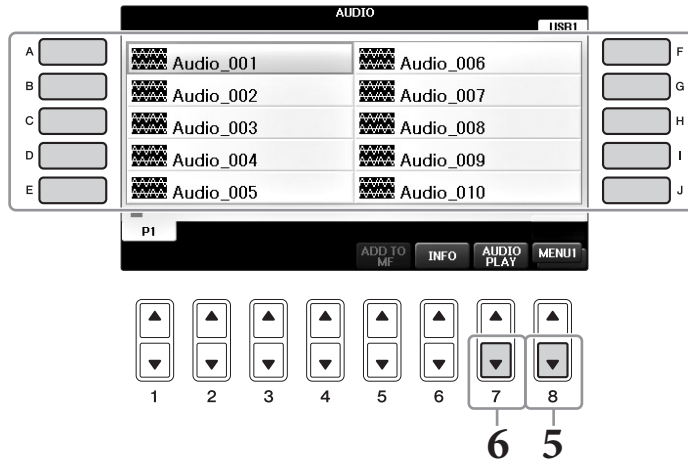 AUDIO
USB1
A
F
Audio_001
Audio_006
B
G
Audio_002
Audio_007
C
H
Audio_003
Audio_008
D
I
Audio_004
Audio_009
E
J
Audio_005
Audio_010
P1
ADD TO MF
INFO
AUDIO PLAY
MENU1
1 2 3 4 5 6 7 8
6 5